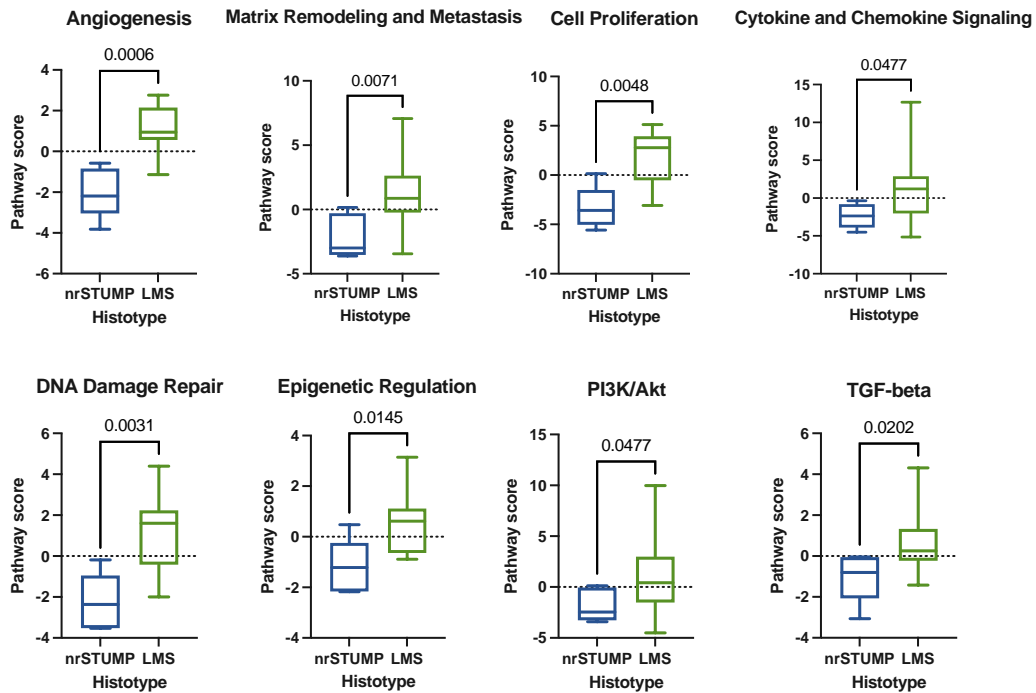 Angiogenesis
0.0006
4
2
0
-2
-4
-6
Pathway score
nrSTUMP LMS
Histotype
Matrix Remodeling and Metastasis
0.0071
10
5
0
-5
Pathway score
nrSTUMP LMS
Histotype
Cell Proliferation
0.0048
10
5
0
-5
-10
Pathway score
nrSTUMP LMS
Histotype
Cytokine and Chemokine Signaling
0.0477
15
10
5
0
-5
-10
Pathway score
nrSTUMP LMS
Histotype
DNA Damage Repair
0.0031
6
4
2
0
-2
-4
Pathway score
nrSTUMP LMS
Histotype
Epigenetic Regulation
0.0145
4
2
0
-2
-4
Pathway score
nrSTUMP LMS
Histotype
PI3K/Akt
0.0477
15
10
5
0
-5
Pathway score
nrSTUMP LMS
Histotype
TGF-beta
0.0202
6
4
2
0
-2
-4
Pathway score
nrSTUMP LMS
Histotype